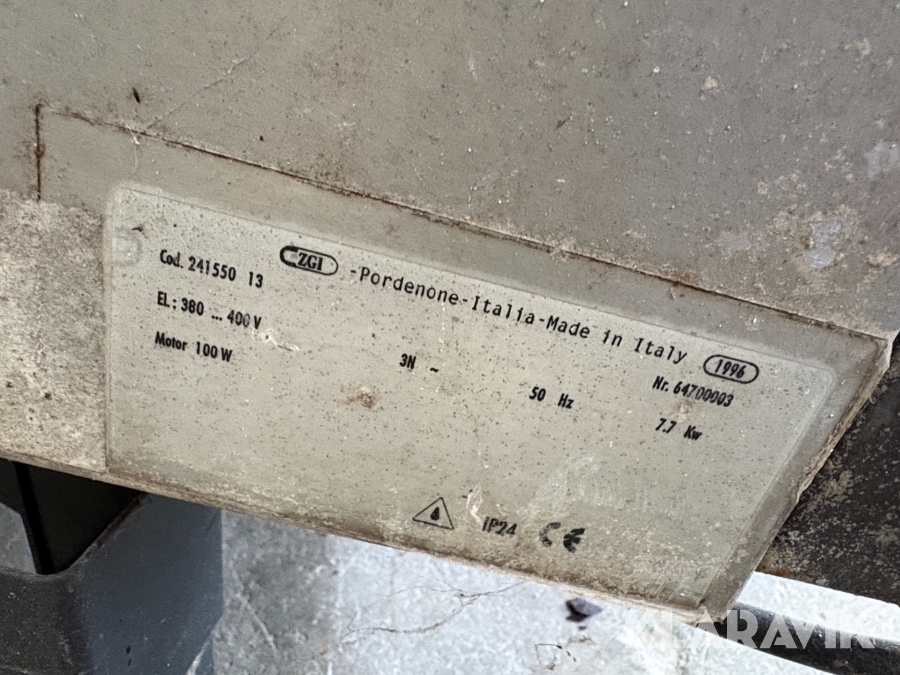 ZGI -Pordenone-Italia-Made in Italy 1996
Cod. 241550 13
Nr. 64700003
EL: 380 ... 400 V
3N ~
50 Hz
7.7 Kw
Motor 100 W
IP24 CE
KLARAVIK